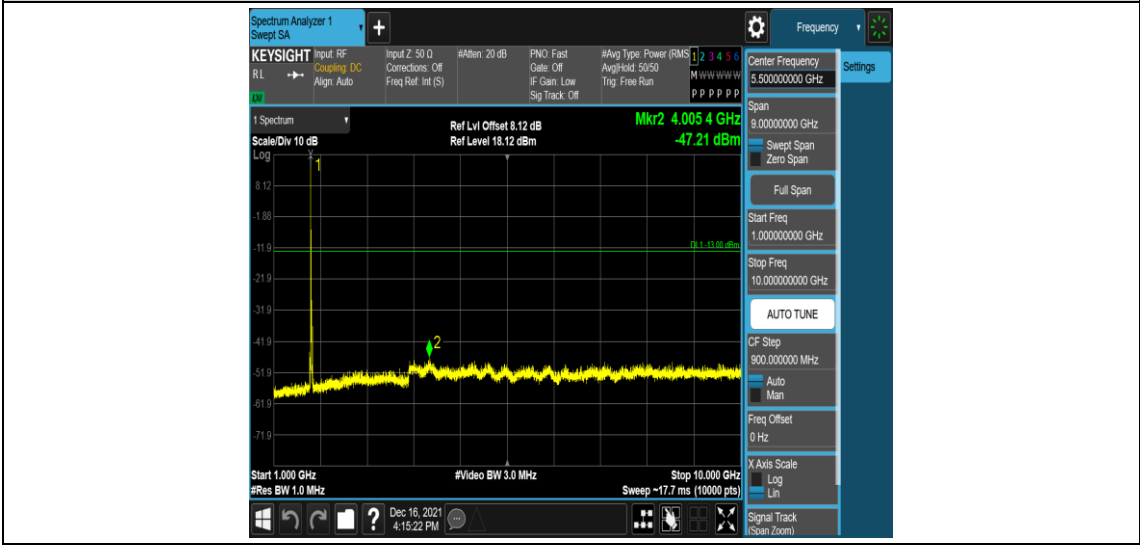 Spectrum Analyzer 1
Swept SA
+
Frequency
KEYSIGHT
RL
LM
Input: RF
Coupling: DC
Align: Auto
Input Z: 50 Ω
Corrections: Off
Freq Ref: Int (S)
#Atten: 20 dB
PNO: Fast
Gate: Off
IF Gain: Low
Sig Track: Off
#Avg Type: Power (RMS
Avg|Hold: 50/50
Trig: Free Run
1 2 3 4 5 6
M W W W W W
P P P P P P
1 Spectrum
Scale/Div 10 dB
Log
Ref Lvl Offset 8.12 dB
Ref Level 18.12 dBm
Mkr2 4.005 4 GHz
-47.21 dBm
1
8.12
-1.88
-11.9
DL1 -13.00 dBm
-21.9
-31.9
-41.9
2
-51.9
-61.9
-71.9
Start 1.000 GHz
#Res BW 1.0 MHz
#Video BW 3.0 MHz
Stop 10.000 GHz
Sweep ~17.7 ms (10000 pts)
?
Dec 16, 2021
4:15:22 PM
Center Frequency
5.500000000 GHz
Settings
Span
9.00000000 GHz
Swept Span
Zero Span
Full Span
Start Freq
1.000000000 GHz
Stop Freq
10.000000000 GHz
AUTO TUNE
CF Step
900.000000 MHz
Auto
Man
Freq Offset
0 Hz
X Axis Scale
Log
Lin
Signal Track
(Span Zoom)